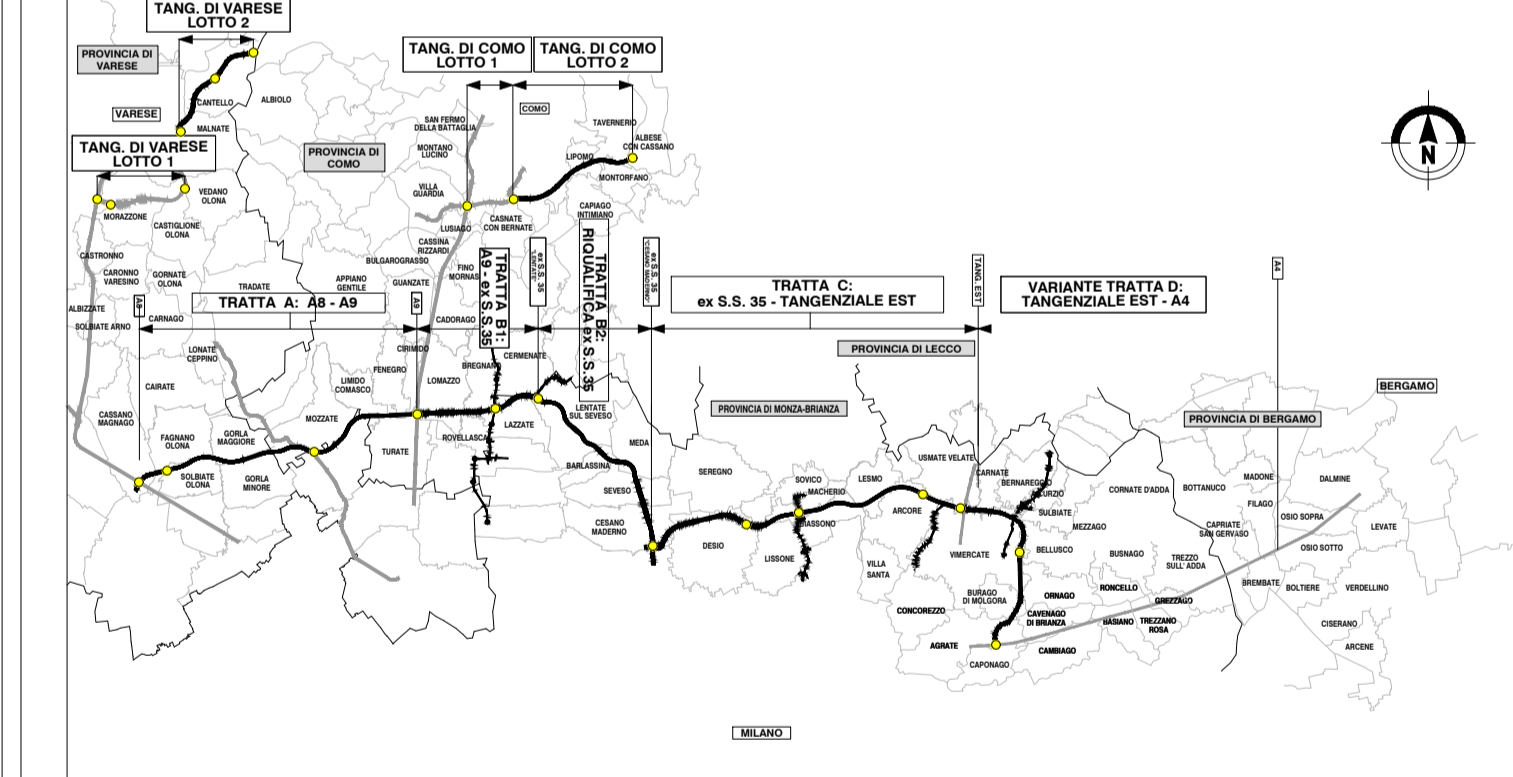 TANG. DI VARESE
LOTTO 2
PROVINCIA DI
VARESE
CANTELLO
ALBIOLO
VARESE
MALNATE
TANG. DI VARESE
LOTTO 1
VEDANO
OLONA
MORAZZONE
CASTIGLIONE
OLONA
PROVINCIA DI
COMO
TANG. DI COMO
LOTTO 1
TANG. DI COMO
LOTTO 2
COMO
SAN FERMO
DELLA BATTAGLIA
MONTANO
LUCINO
VILLA
GUARDIA
TAVERNERIO
ALBESE
CON CASSANO
LIPOMO
MONTORFANO
CAPIAGO
INTIMIANO
CASNATE
CON BERNATE
LUSIAGO
CASSINA
RIZZARDI
BULGAROGRASSO
FINO
MORNAS
GUANZATE
APPIANO
GENTILE
CASTRONNO
CARONNO
VARESINO
GORNATE
OLONA
TRADATE
ALBIZZATE
SOLBIATE ARNO
CARNAGO
A8
TRATTA A: A8 - A9
A9
TRATTA B1:
A9 - ex S.S.35
ex S.S. 35
"LENTATE"
TRATTA B2:
RIQUALIFICA ex S.S.35
ex S.S. 35
"CESANO MADERNO"
TRATTA C:
ex S.S. 35 - TANGENZIALE EST
TANG. EST
VARIANTE TRATTA D:
TANGENZIALE EST - A4
A4
N
CADORAGO
CIRIMIDO
CERMENATE
BREGNANO
FENEGRO
LOMAZZO
LIMIDO
COMASCO
LONATE
CEPPINO
CAIRATE
MOZZATE
CASSANO
MAGNAGO
FAGNANO
OLONA
GORLA
MAGGIORE
SOLBIATE
OLONA
GORLA
MINORE
TURATE
ROVELLASCA
LAZZATE
LENTATE
SUL SEVESO
BARLASSINA
MEDA
SEVESO
CESANO
MADERNO
PROVINCIA DI LECCO
PROVINCIA DI MONZA-BRIANZA
PROVINCIA DI BERGAMO
BERGAMO
SEREGNO
DESIO
LISSONE
SOVICO
MACHERIO
BIASSONO
LESMO
ARCORE
USMATE VELATE
CARNATE
BERNAREGGIO
SULBIATE
MEZZAGO
CORNATE D'ADDA
BOTTANUCO
MADONE
FILAGO
DALMINE
OSIO SOPRA
LEVATE
CAPRIATE
SAN GERVASO
OSIO SOTTO
VILLA
SANTA
VIMERCATE
BELLUSCO
BUSNAGO
TREZZO
SULL' ADDA
BREMBATE
BOLTIERE
VERDELLINO
BURAGO
DI MOLGORA
ORNAGO
RONCELLO
GREZZAGO
CONCOREZZO
CAVENAGO
DI BRIANZA
BASIANO
TREZZANO
ROSA
CISERANO
ARCENE
AGRATE
CAMBIAGO
CAPONAGO
MILANO